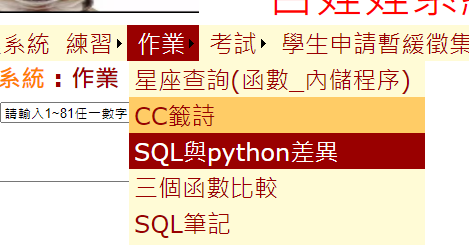 系統 練習 作業 考試 學生申請暫緩徵集
系統：作業
請輸入1~81任一數字
星座查詢(函數_內儲程序)
CC籤詩
SQL與python差異
三個函數比較
SQL筆記